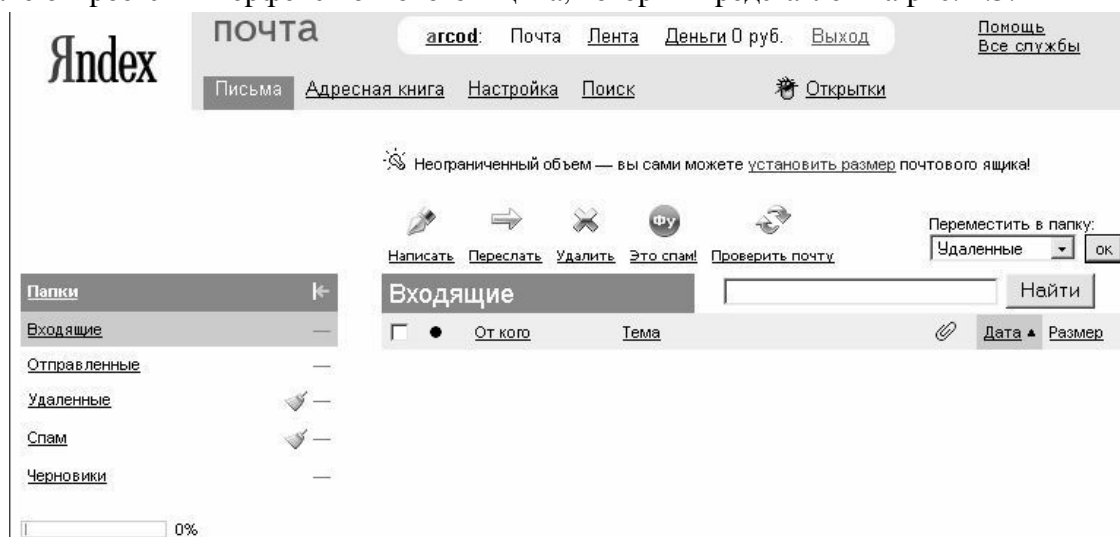 Яndex
почта
arcod: Почта Лента Деньги 0 руб. Выход
Помощь
Все службы
Письма Адресная книга Настройка Поиск Открытки
Неограниченный объем — вы сами можете установить размер почтового ящика!
Написать Переслать Удалить Фу Это спам! Проверить почту
Переместить в папку:
Удаленные ок
Папки
Входящие
Найти
Входящие —
От кого Тема Дата ▲ Размер
Отправленные —
Удаленные —
Спам —
Черновики —
0%